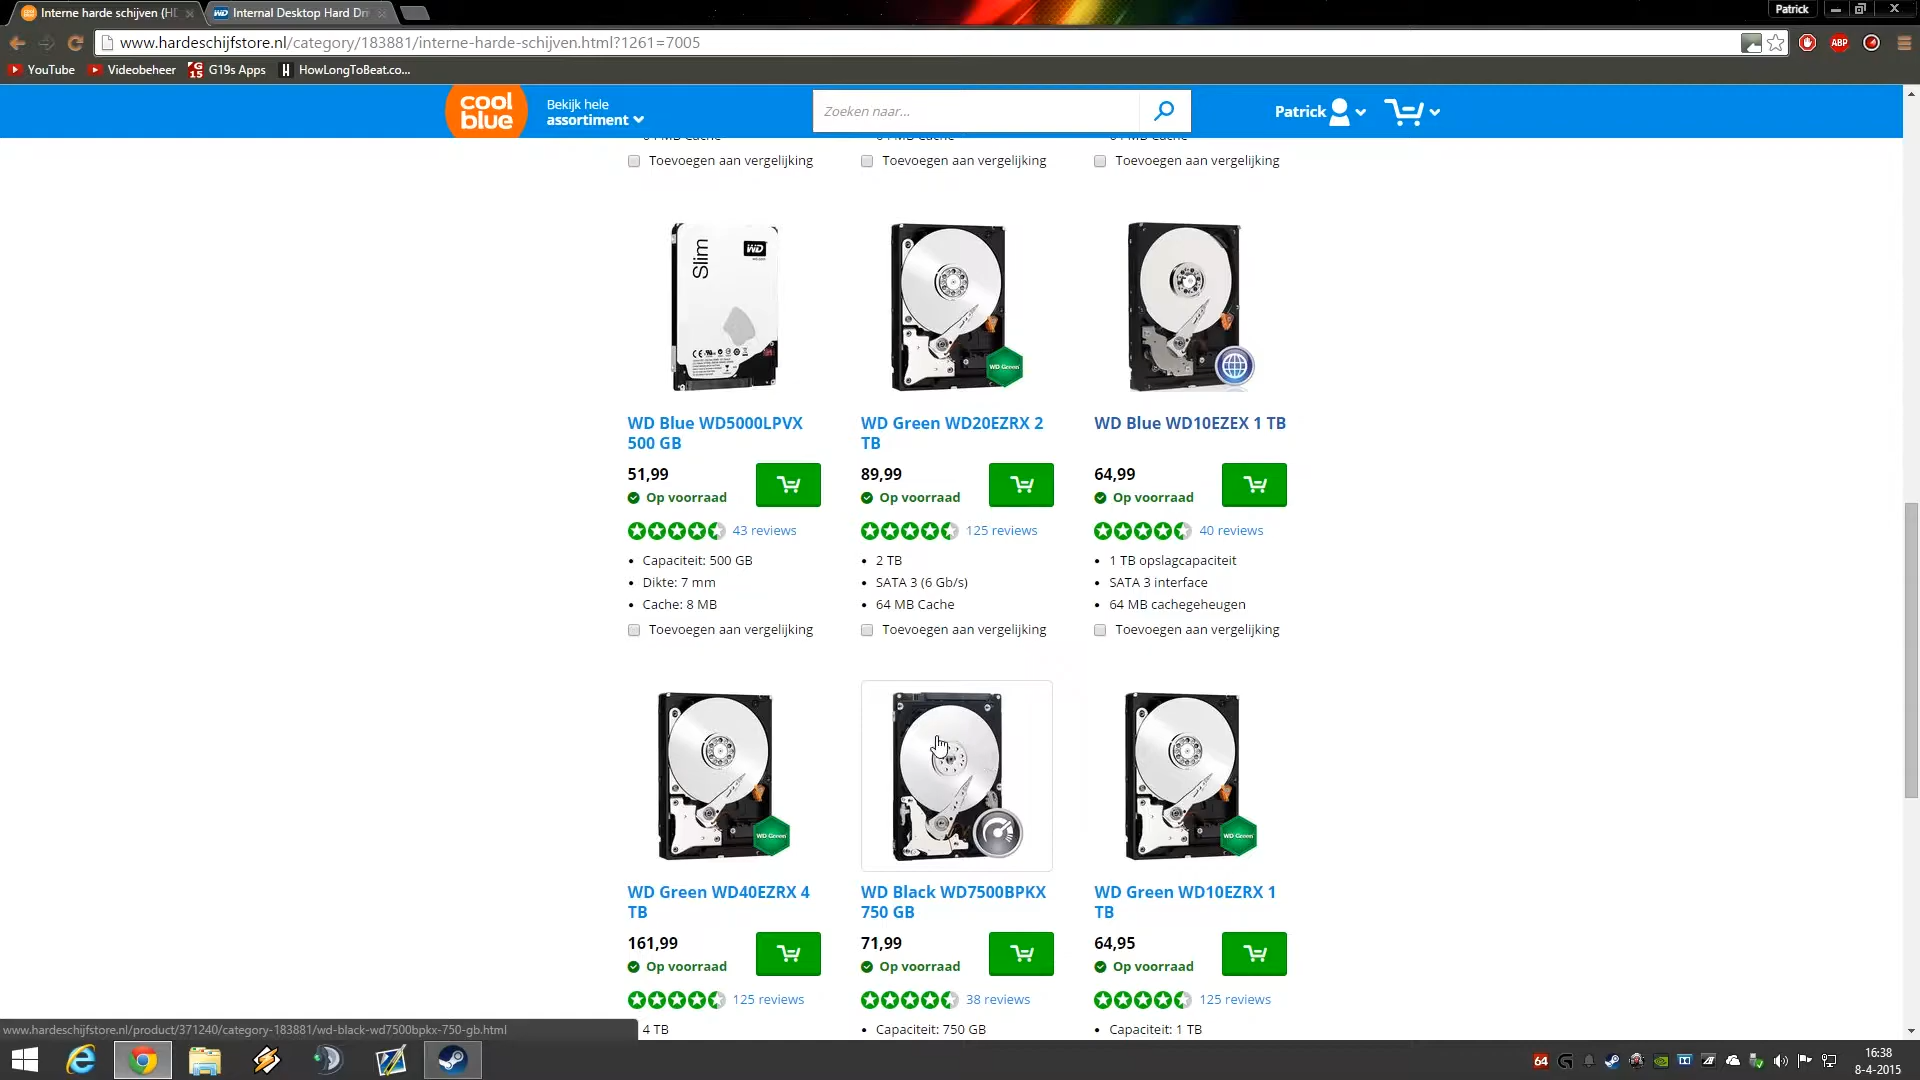 Interne harde schijven (HD
Internal Desktop Hard Dri
Patrick
www.hardeschijfstore.nl/category/183881/interne-harde-schijven.html?1261=7005
ABP
YouTube
Videobeheer
G19s Apps
HowLongToBeat.co...
cool
blue
Bekijk hele
assortiment
Zoeken naar...
Patrick
Toevoegen aan vergelijking
Toevoegen aan vergelijking
Toevoegen aan vergelijking
Slim
WD
WD Green
WD Blue WD5000LPVX
500 GB
51,99
Op voorraad
43 reviews
• Capaciteit: 500 GB
• Dikte: 7 mm
• Cache: 8 MB
Toevoegen aan vergelijking
WD Green WD20EZRX 2
TB
89,99
Op voorraad
125 reviews
• 2 TB
• SATA 3 (6 Gb/s)
• 64 MB Cache
Toevoegen aan vergelijking
WD Blue WD10EZEX 1 TB
64,99
Op voorraad
40 reviews
• 1 TB opslagcapaciteit
• SATA 3 interface
• 64 MB cachegeheugen
Toevoegen aan vergelijking
WD Green
WD Green
WD Green WD40EZRX 4
TB
161,99
Op voorraad
125 reviews
4 TB
WD Black WD7500BPKX
750 GB
71,99
Op voorraad
38 reviews
• Capaciteit: 750 GB
WD Green WD10EZRX 1
TB
64,95
Op voorraad
125 reviews
• Capaciteit: 1 TB
www.hardeschijfstore.nl/product/371240/category-183881/wd-black-wd7500bpkx-750-gb.html
64
16:38
8-4-2015